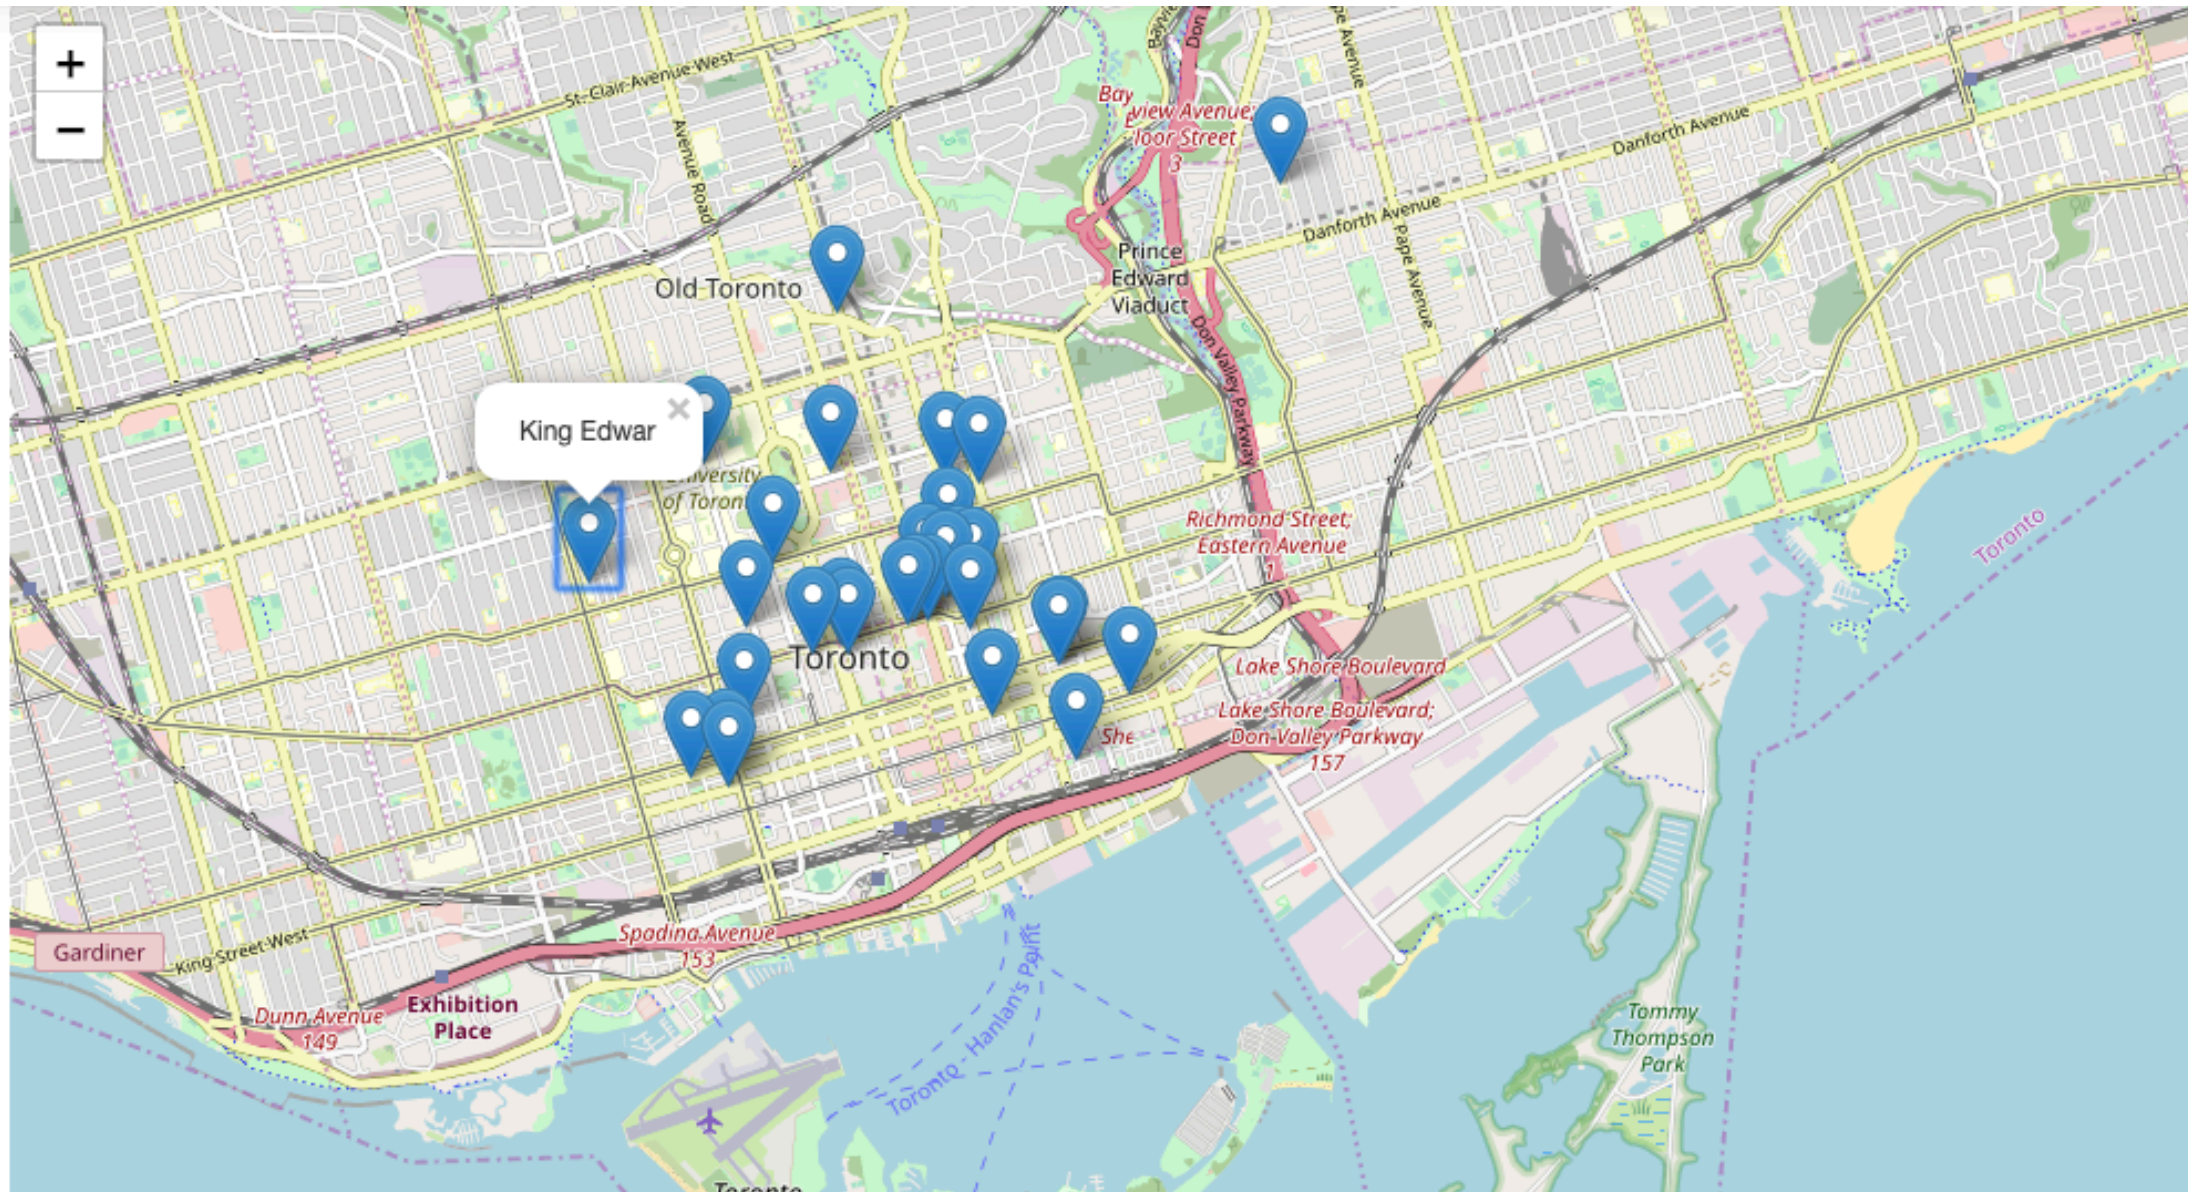 +
−
St. Clair Avenue West
Avenue Road
Don
Bay
view Avenue;
loor Street
3
Danforth Avenue
Danforth Avenue
Pape Avenue
Prince
Edward
Viaduct
Old Toronto
Don Valley Parkway
King Edwar
×
of Toron
Richmond Street;
Eastern Avenue
1
Toronto
Toronto
Lake Shore Boulevard
Lake Shore Boulevard;
Don Valley Parkway
157
She
Gardiner
King Street West
Spadina Avenue
153
Exhibition
Place
Dunn Avenue
149
Toronto - Hanlan's Point
Tommy
Thompson
Park
Toronto